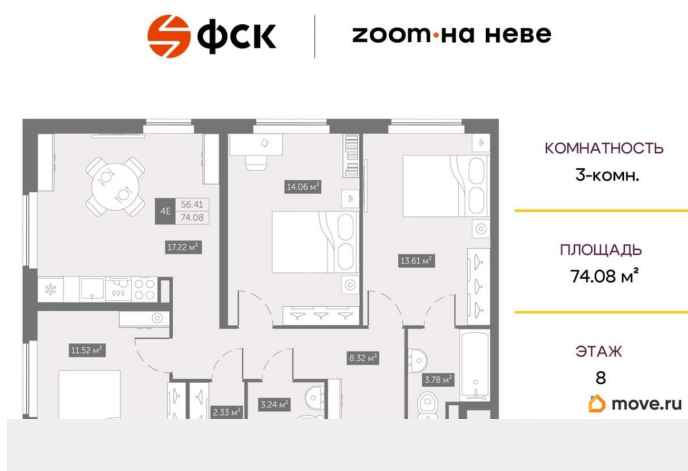 ФСК
zoom•на неве
КОМНАТНОСТЬ
3-комн.
ПЛОЩАДЬ
74.08 м²
ЭТАЖ
8
move.ru
14.06 м²
4E
56.41
74.08
17.22 м²
13.61 м²
11.52 м²
8.32 м²
3.78 м²
2.33 м²
3.24 м²